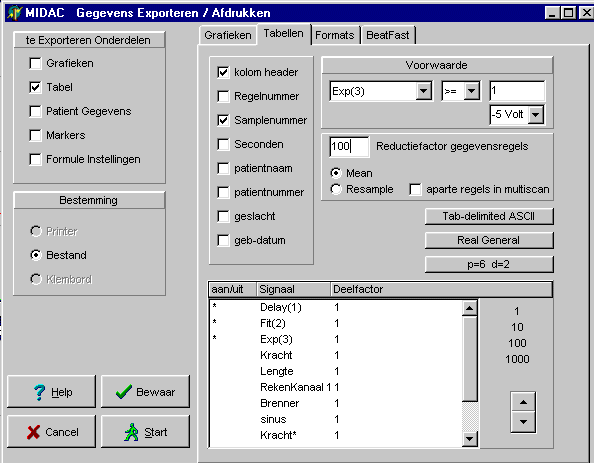 MIDAC Gegevens Exporteren / Afdrukken
te Exporteren Onderdelen
Grafieken
Tabel
Patient Gegevens
Markers
Formule Instellingen
Bestemming
Printer
Bestand
Klembord
Help
Bewaar
Cancel
Start
Grafieken Tabellen Formats BeatFast
kolom header
Regelnummer
Samplenummer
Seconden
patientnaam
patientnummer
geslacht
geb-datum
Voorwaarde
Exp(3) >= 1
-5 Volt
100 Reductiefactor gegevensregels
Mean
Resample aparte regels in multiscan
Tab-delimited ASCII
Real General
p=6 d=2
aan/uit Signaal Deelfactor
* Delay(1) 1
* Fit(2) 1
* Exp(3) 1
Kracht 1
Lengte 1
RekenKanaal 1 1
Brenner 1
sinus 1
Kracht* 1
1
10
100
1000